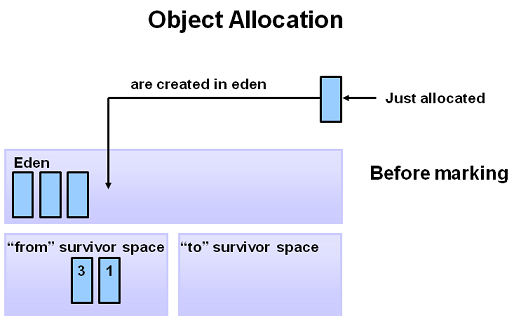 Object Allocation
are created in eden
Just allocated
Eden
Before marking
“from” survivor space
“to” survivor space
3 1